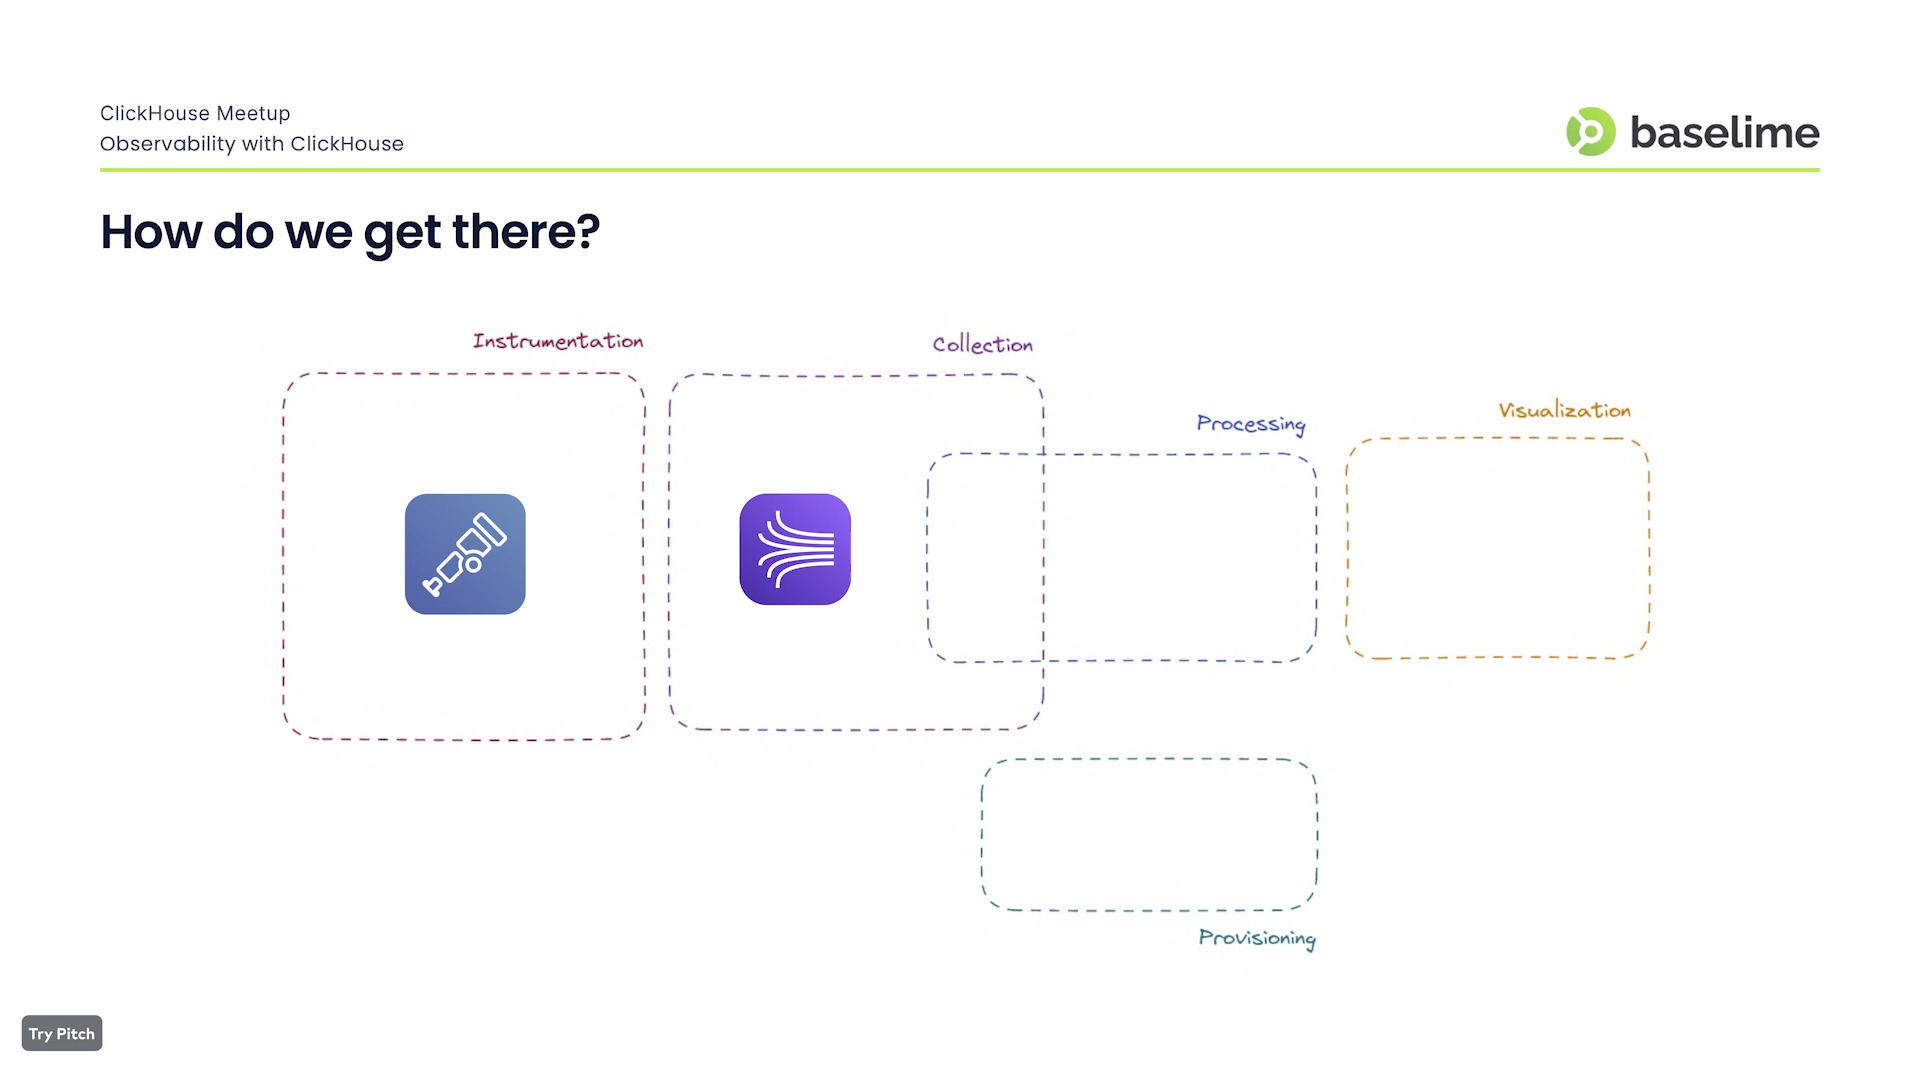 ClickHouse Meetup
Observability with ClickHouse
baselime
How do we get there?
Instrumentation
Collection
Processing
Visualization
Provisioning
Try Pitch